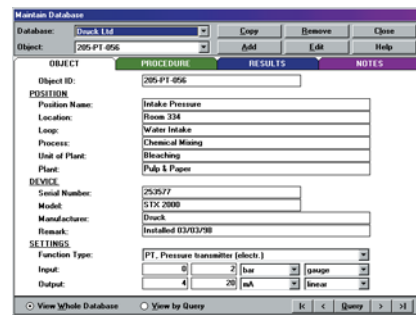 Maintain Database
Database: Druck Ltd Copy Remove Close
Object: 205-PT-056 Add Edit Help
OBJECT PROCEDURE RESULTS NOTES
Object ID: 205-PT-056
POSITION
Position Name: Intake Pressure
Location: Room 334
Loop: Water Intake
Process: Chemical Mixing
Unit of Plant: Bleaching
Plant: Pulp & Paper
DEVICE
Serial Number: 253577
Model: STX 2000
Manufacturer: Druck
Remark: Installed 03/03/98
SETTINGS
Function Type: PT, Pressure transmitter (electr.)
Input: 0 2 bar gauge
Output: 4 20 mA linear
View Whole Database View by Query K < Query > >|